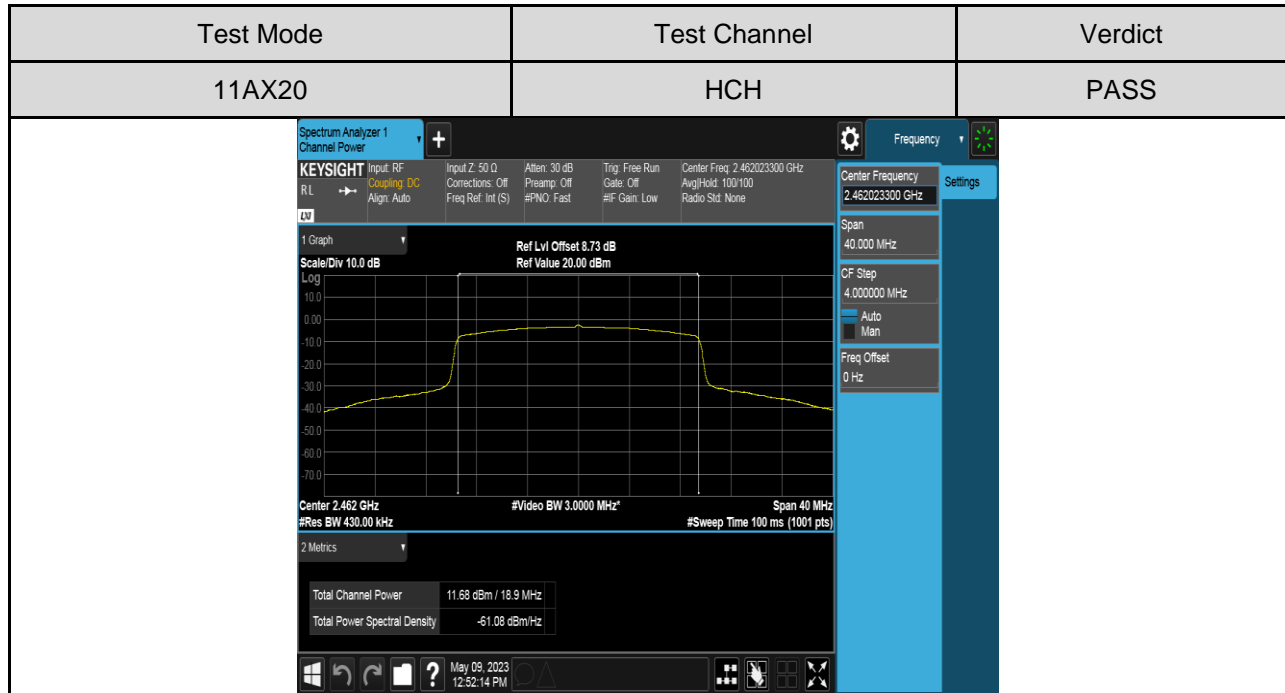 Test Mode Test Channel Verdict
11AX20 HCH PASS
Spectrum Analyzer 1
Channel Power
+
Frequency
KEYSIGHT Input: RF Input Z: 50 Ω Atten: 30 dB Trig: Free Run Center Freq: 2.462023300 GHz
RL Coupling: DC Corrections: Off Preamp: Off Gate: Off Avg|Hold: 100/100
Align: Auto Freq Ref: Int (S) #PNO: Fast #IF Gain: Low Radio Std: None
LXI
Center Frequency
2.462023300 GHz
Settings
Span
40.000 MHz
CF Step
4.000000 MHz
Auto
Man
Freq Offset
0 Hz
1 Graph
Ref Lvl Offset 8.73 dB
Scale/Div 10.0 dB Ref Value 20.00 dBm
Log
10.0
0.00
-10.0
-20.0
-30.0
-40.0
-50.0
-60.0
-70.0
Center 2.462 GHz #Video BW 3.0000 MHz* Span 40 MHz
#Res BW 430.00 kHz #Sweep Time 100 ms (1001 pts)
2 Metrics
Total Channel Power 11.68 dBm / 18.9 MHz
Total Power Spectral Density -61.08 dBm/Hz
? May 09, 2023
12:52:14 PM